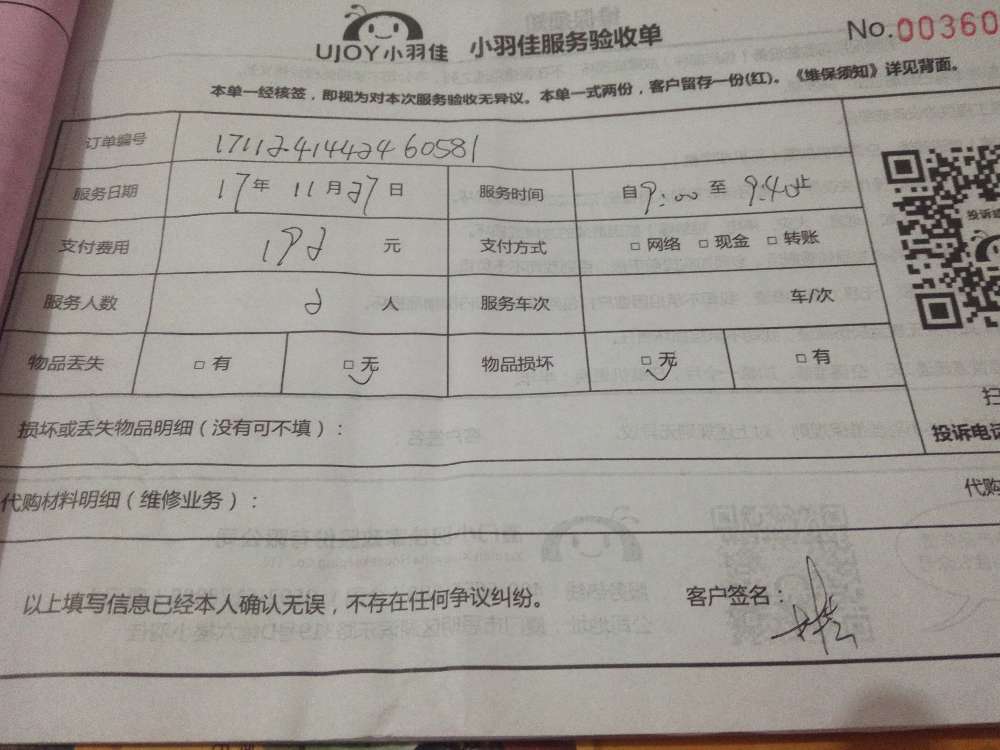 UJOY小羽佳 小羽佳服务验收单 No.00360
本单一经核签，即视为对本次服务验收无异议。本单一式两份，客户留存一份(红)。《维保须知》详见背面。
订单编号 1711241442460581
服务日期 17年 11月27日 服务时间 自9:00至9:40止
支付费用 192 元 支付方式 □ 网络 □ 现金 □ 转账
服务人数 2 人 服务车次 车/次
物品丢失 □ 有 □ 无 物品损坏 □ 无 □ 有
扫
损坏或丢失物品明细（没有可不填）：
投诉电话
代购材料明细（维修业务）： 代购
以上填写信息已经本人确认无误，不存在任何争议纠纷。 客户签名：